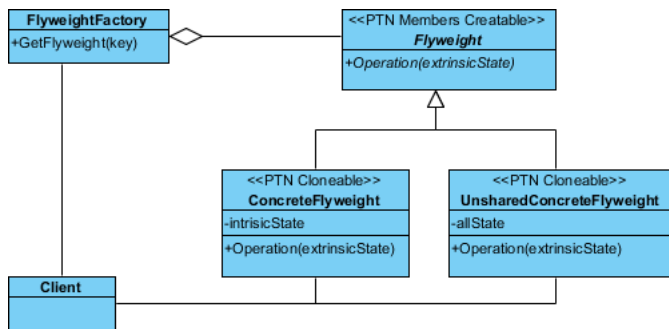 FlyweightFactory
+GetFlyweight(key)
<<PTN Members Creatable>>
Flyweight
+Operation(extrinsicState)
<<PTN Cloneable>>
ConcreteFlyweight
-intrisicState
+Operation(extrinsicState)
<<PTN Cloneable>>
UnsharedConcreteFlyweight
-allState
+Operation(extrinsicState)
Client